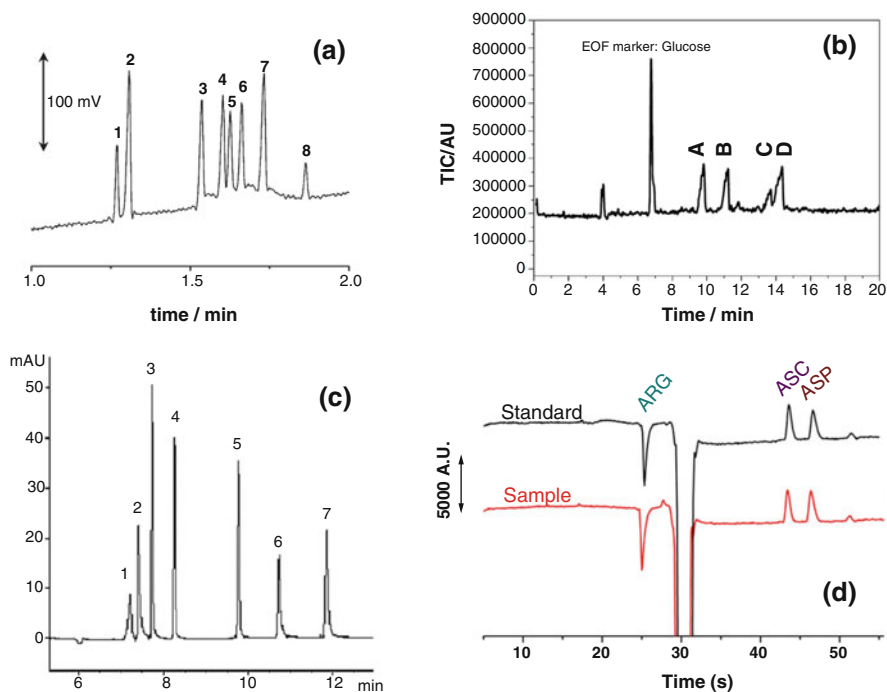 (a)
100 mV
1 2 3 4 5 6 7 8
1.0 1.5 2.0
time / min
(b)
EOF marker: Glucose
TIC/AU
900000
800000
700000
600000
500000
400000
300000
200000
100000
0
A B C D
0 2 4 6 8 10 12 14 16 18 20
Time / min
(c)
mAU
50
40
30
20
10
0
1 2 3 4 5 6 7
6 8 10 12 min
(d)
ARG ASC ASP
Standard
5000 A.U.
Sample
10 20 30 40 50
Time (s)